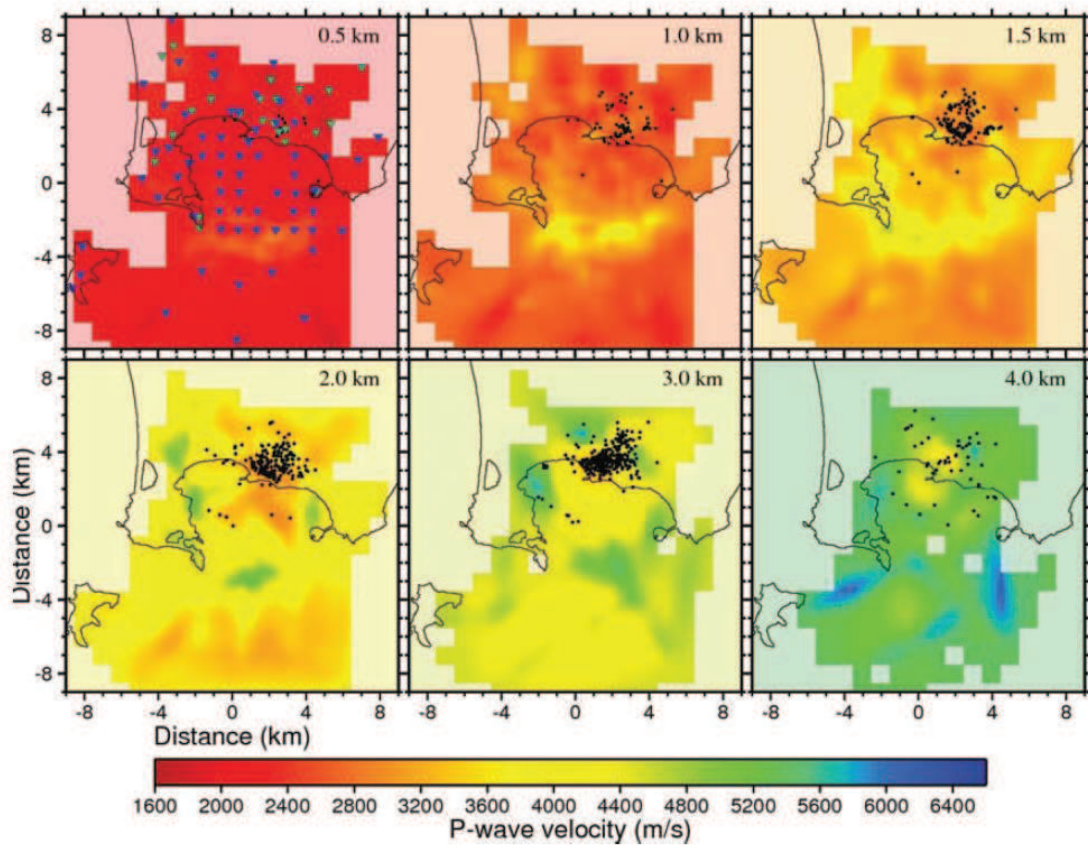 0.5 km
1.0 km
1.5 km
8
4
0
-4
-8
2.0 km
3.0 km
4.0 km
8
4
0
-4
-8
Distance (km)
-8 -4 0 4 8
-8 -4 0 4 8
-8 -4 0 4 8
Distance (km)
1600 2000 2400 2800 3200 3600 4000 4400 4800 5200 5600 6000 6400
P-wave velocity (m/s)